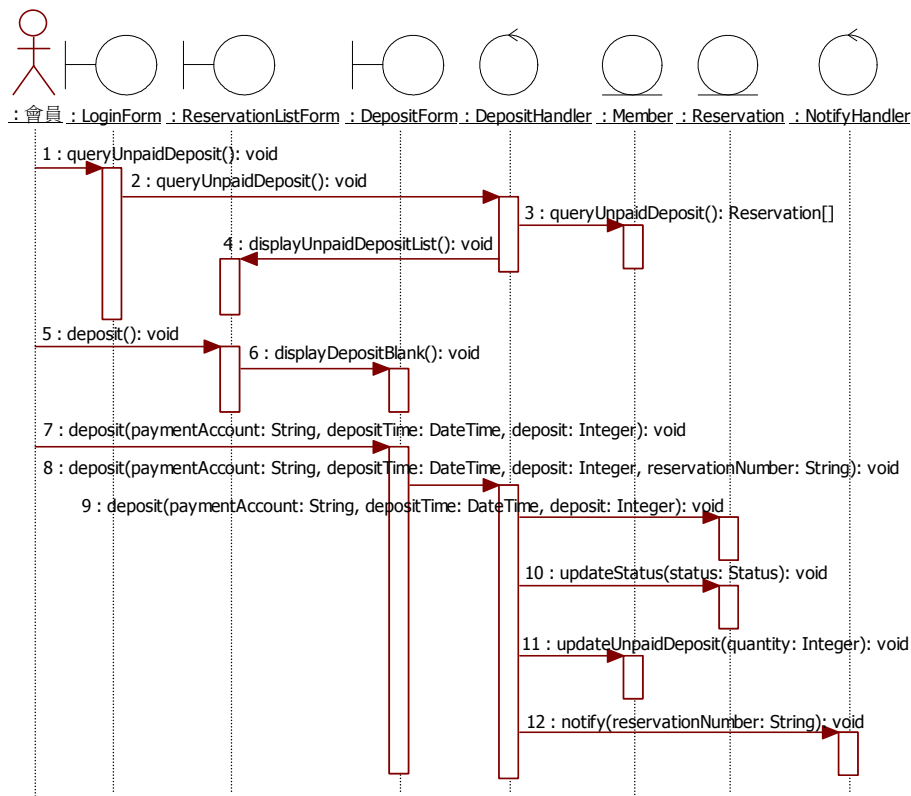 : 會員 : LoginForm : ReservationListForm : DepositForm : DepositHandler : Member : Reservation : NotifyHandler
1 : queryUnpaidDeposit(): void
2 : queryUnpaidDeposit(): void
3 : queryUnpaidDeposit(): Reservation[]
4 : displayUnpaidDepositList(): void
5 : deposit(): void
6 : displayDepositBlank(): void
7 : deposit(paymentAccount: String, depositTime: DateTime, deposit: Integer): void
8 : deposit(paymentAccount: String, depositTime: DateTime, deposit: Integer, reservationNumber: String): void
9 : deposit(paymentAccount: String, depositTime: DateTime, deposit: Integer): void
10 : updateStatus(status: Status): void
11 : updateUnpaidDeposit(quantity: Integer): void
12 : notify(reservationNumber: String): void